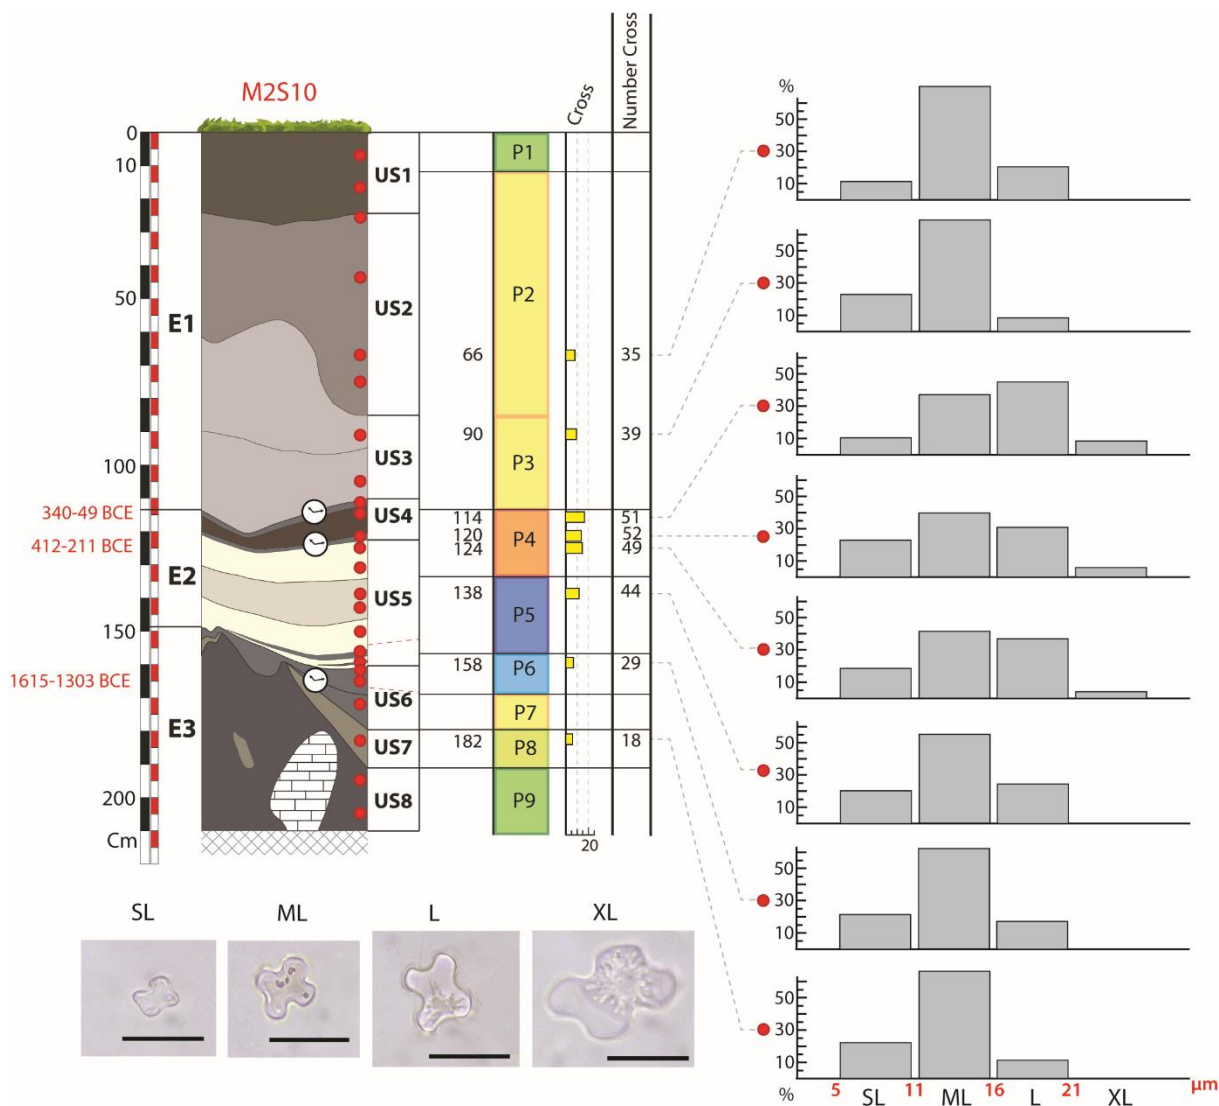 M2S10
Cross
Number Cross
0
10
50
100
150
200
Cm
340-49 BCE
412-211 BCE
1615-1303 BCE
E1
E2
E3
US1
US2
US3
US4
US5
US6
US7
US8
66
90
114
120
124
138
158
182
P1
P2
P3
P4
P5
P6
P7
P8
P9
20
35
39
51
52
49
44
29
18
%
50
30
10
50
30
10
50
30
10
50
30
10
50
30
10
50
30
10
50
30
10
50
30
10
% 5 SL 11 ML 16 L 21 XL μm
SL ML L XL